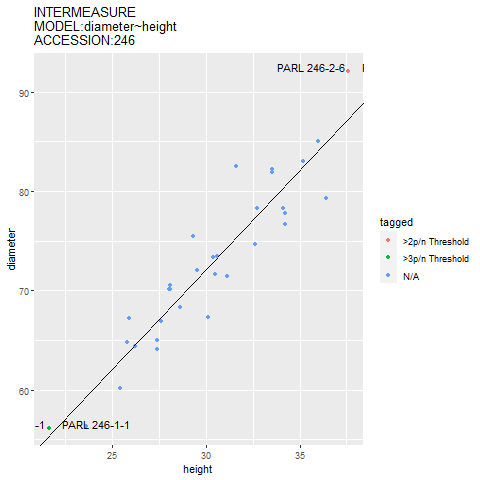 INTERMEASURE
MODEL:diameter~height
ACCESSION:246
PARL 246-2-6
90
80
70
60
diameter
-1
PARL 246-1-1
25
30
35
height
tagged
>2p/n Threshold
>3p/n Threshold
N/A